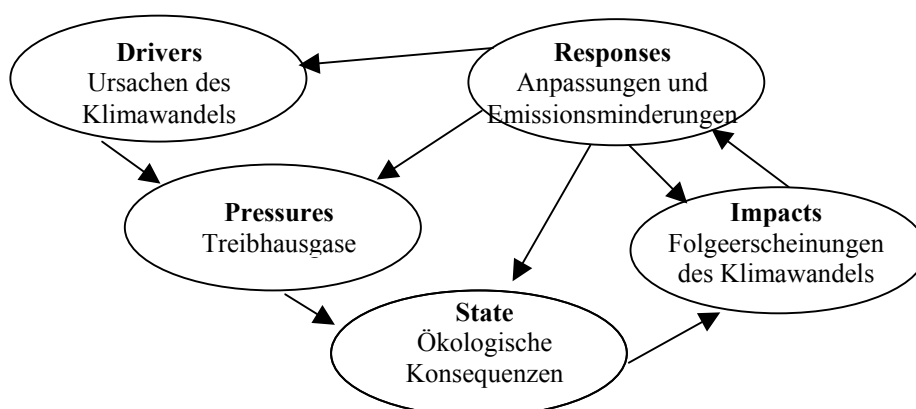 Drivers
Ursachen des
Klimawandels
Responses
Anpassungen und
Emissionsminderungen
Pressures
Treibhausgase
Impacts
Folgeerscheinungen
des Klimawandels
State
Ökologische
Konsequenzen